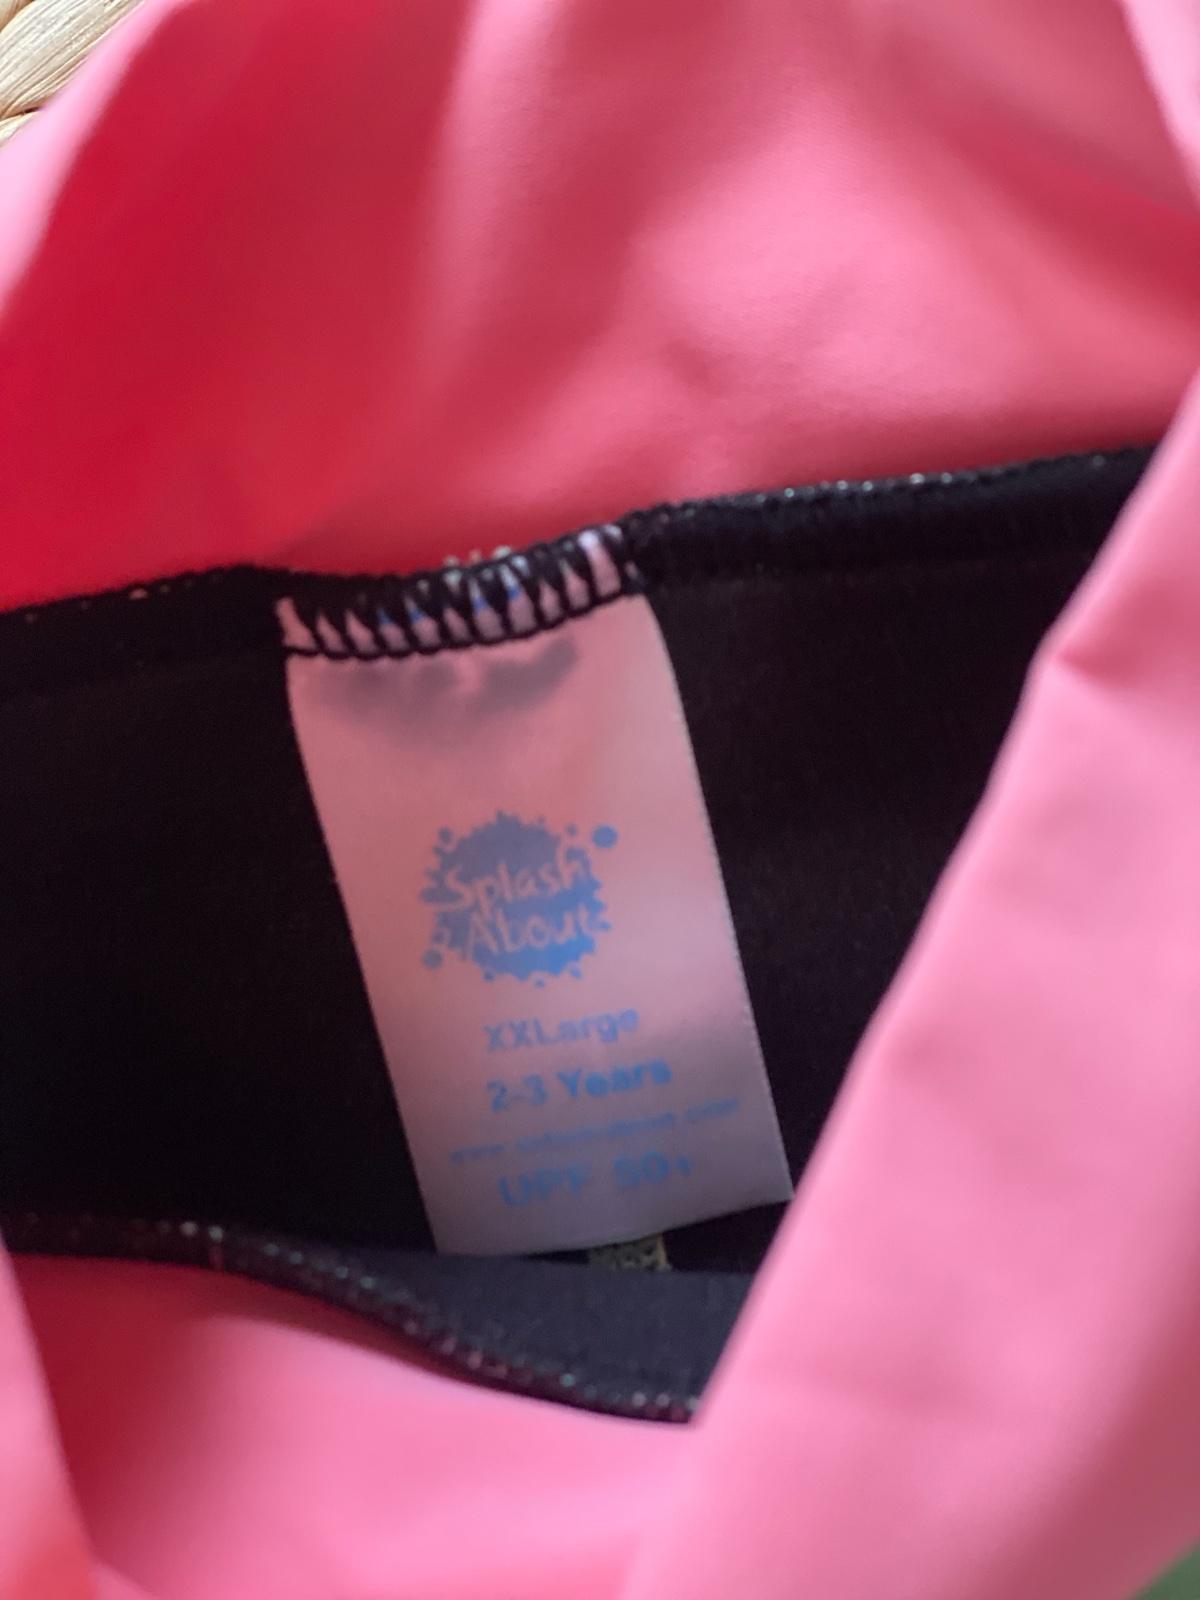 Splash
About
XXLarge
2-3 Years
UPF 50+